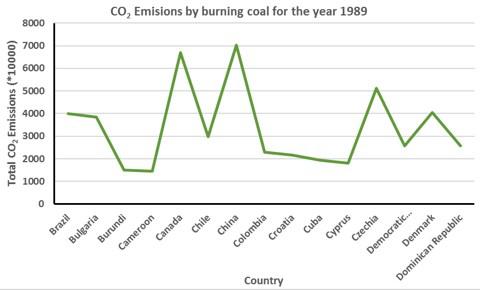 CO2 Emisions by burning coal for the year 1989
Total CO2 Emissions (*10000)
8000
7000
6000
5000
4000
3000
2000
1000
0
Brazil
Bulgaria
Burundi
Cameroon
Canada
Chile
China
Colombia
Croatia
Cuba
Cyprus
Czechia
Democratic...
Denmark
Dominican Republic
Country